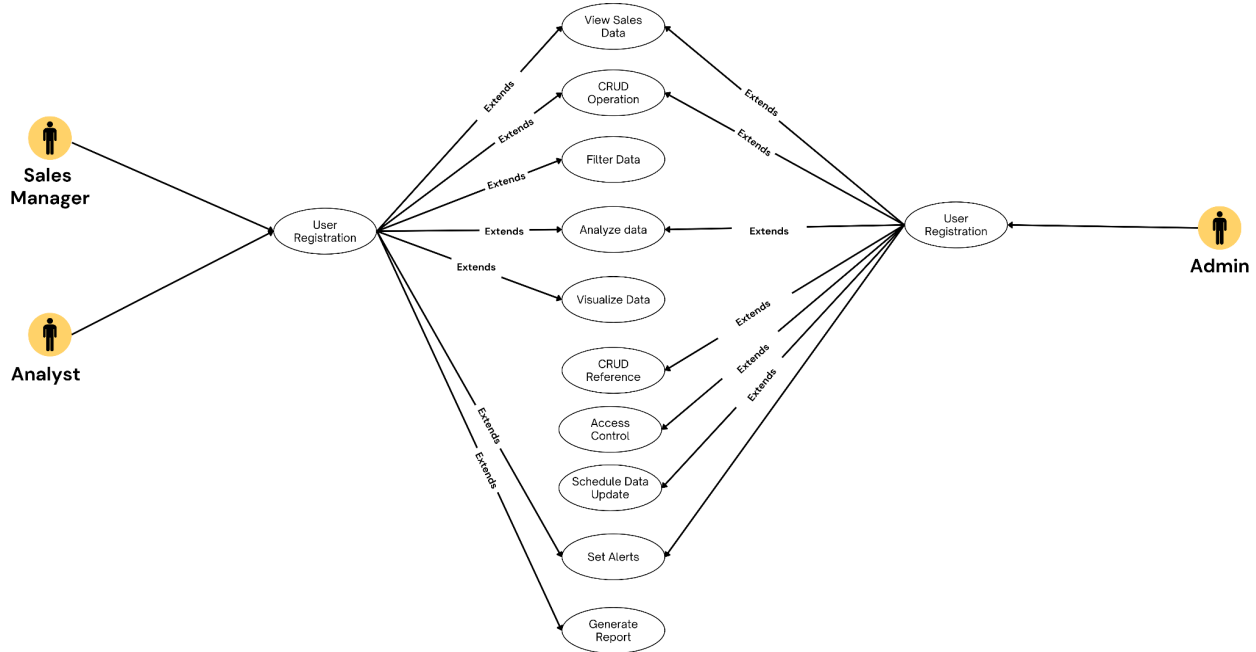 View Sales
Data
Extends
Extends
CRUD
Operation
Extends
Extends
Filter Data
Extends
Sales
Manager
User
Registration
Extends
Analyze data
Extends
User
Registration
Admin
Extends
Visualize Data
Extends
Analyst
CRUD
Reference
Extends
Extends
Access
Control
Extends
Extends
Schedule Data
Update
Set Alerts
Generate
Report